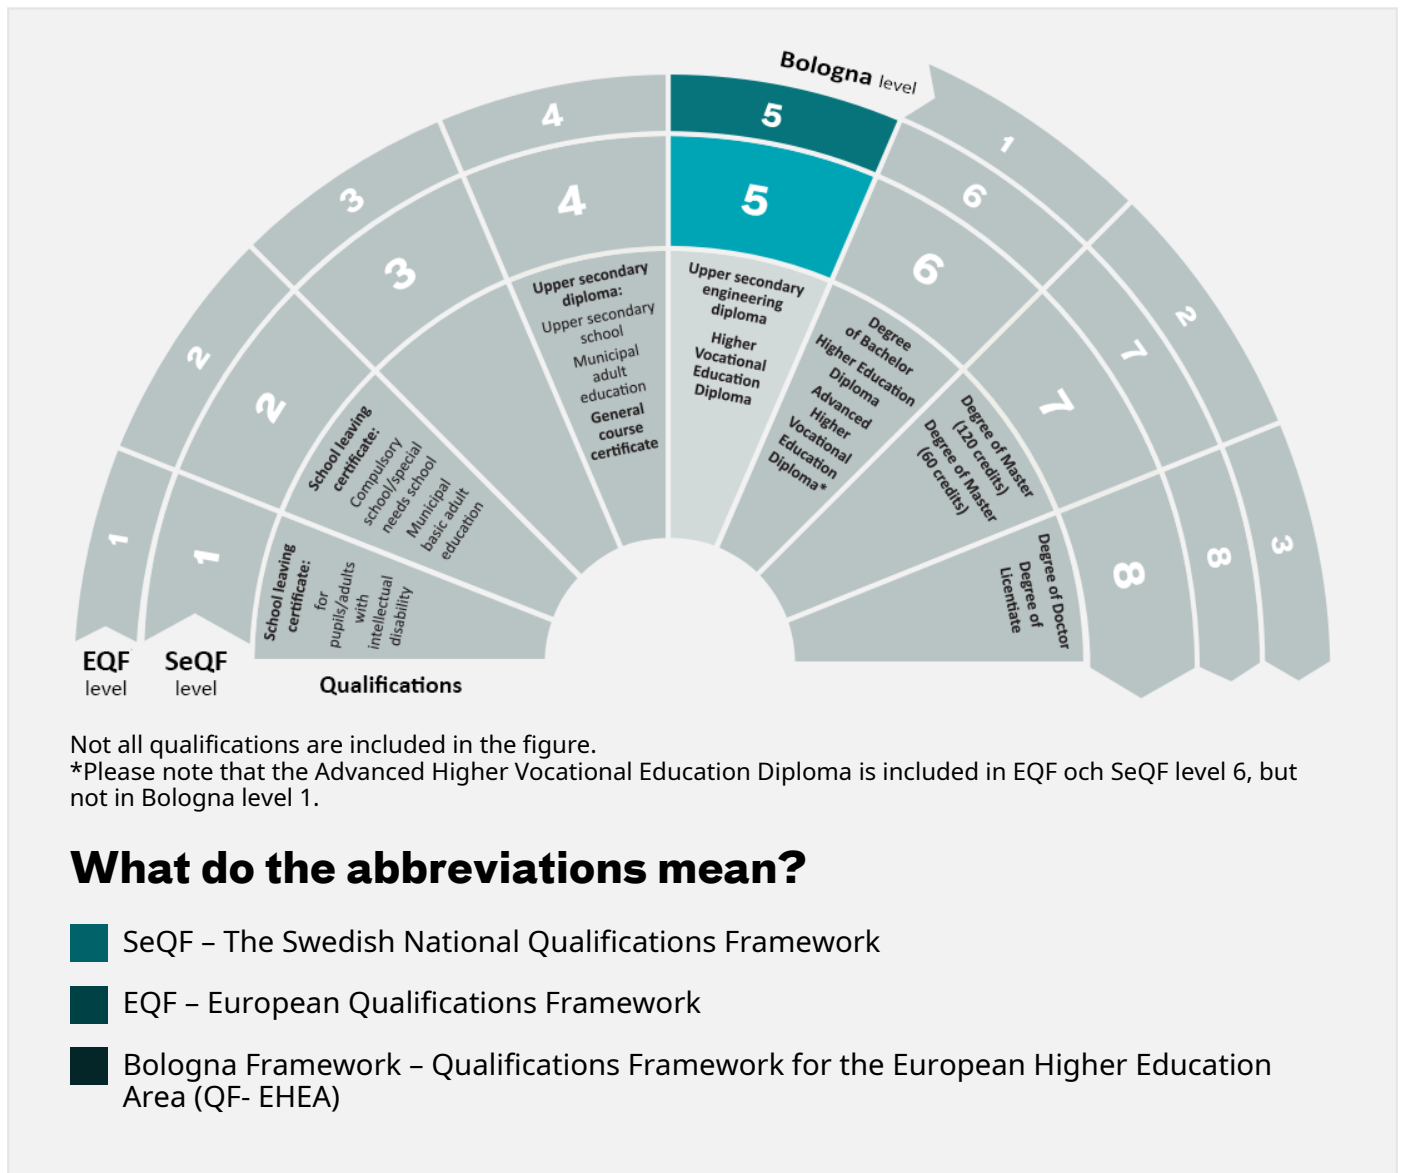 Bologna level
1
2
3
1
2
3
4
5
6
7
8
1
2
3
4
5
6
7
8
School leaving
certificate:
for
pupils/adults
with
intellectual
disability
School leaving
certificate:
Compulsory
school/special
needs school
Municipal
basic adult
education
Upper secondary
diploma:
Upper secondary
school
Municipal
adult
education
General
course
certificate
Upper secondary
engineering
diploma
Higher
Vocational
Education
Diploma
Degree
of Bachelor
Higher Education
Diploma
Advanced
Higher
Vocational
Education
Diploma*
Degree of Master
(120 credits)
Degree of Master
(60 credits)
Degree of Doctor
Degree of
Licentiate
EQF
level
SeQF
level
Qualifications
Not all qualifications are included in the figure.
*Please note that the Advanced Higher Vocational Education Diploma is included in EQF och SeQF level 6, but
not in Bologna level 1.
What do the abbreviations mean?
SeQF – The Swedish National Qualifications Framework
EQF – European Qualifications Framework
Bologna Framework – Qualifications Framework for the European Higher Education
Area (QF- EHEA)